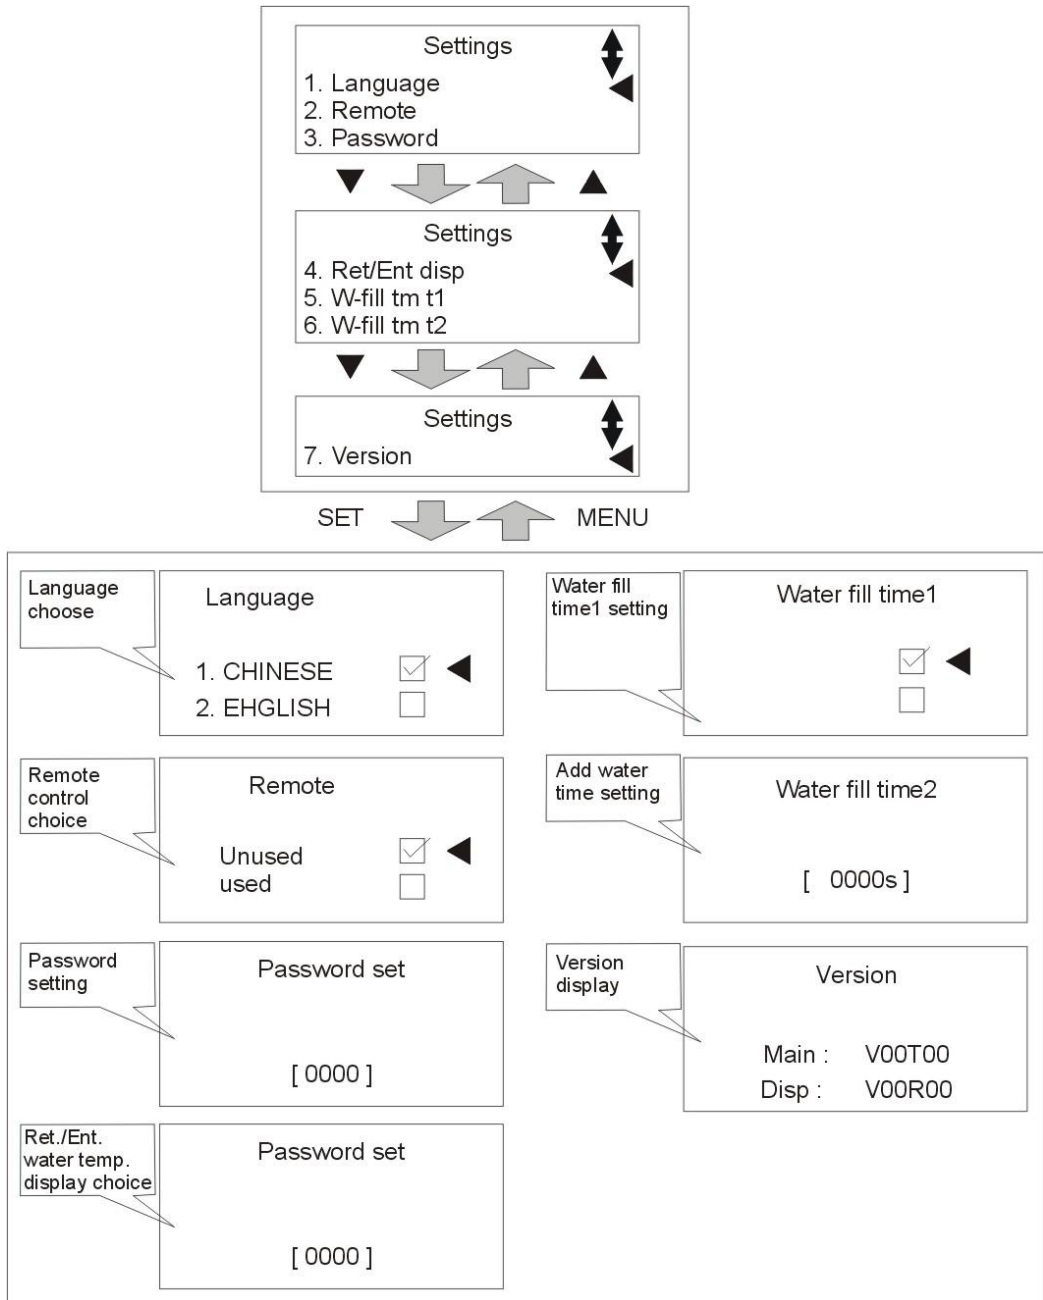 Settings
1. Language
2. Remote
3. Password
Settings
4. Ret/Ent disp
5. W-fill tm t1
6. W-fill tm t2
Settings
7. Version
SET
MENU
Language
choose
Language
1. CHINESE
2. EHGLISH
Remote
control
choice
Remote
Unused
used
Password
setting
Password set
[ 0000 ]
Ret./Ent.
water temp.
display choice
Password set
[ 0000 ]
Water fill
time1 setting
Water fill time1
Add water
time setting
Water fill time2
[ 0000s ]
Version
display
Version
Main : V00T00
Disp : V00R00